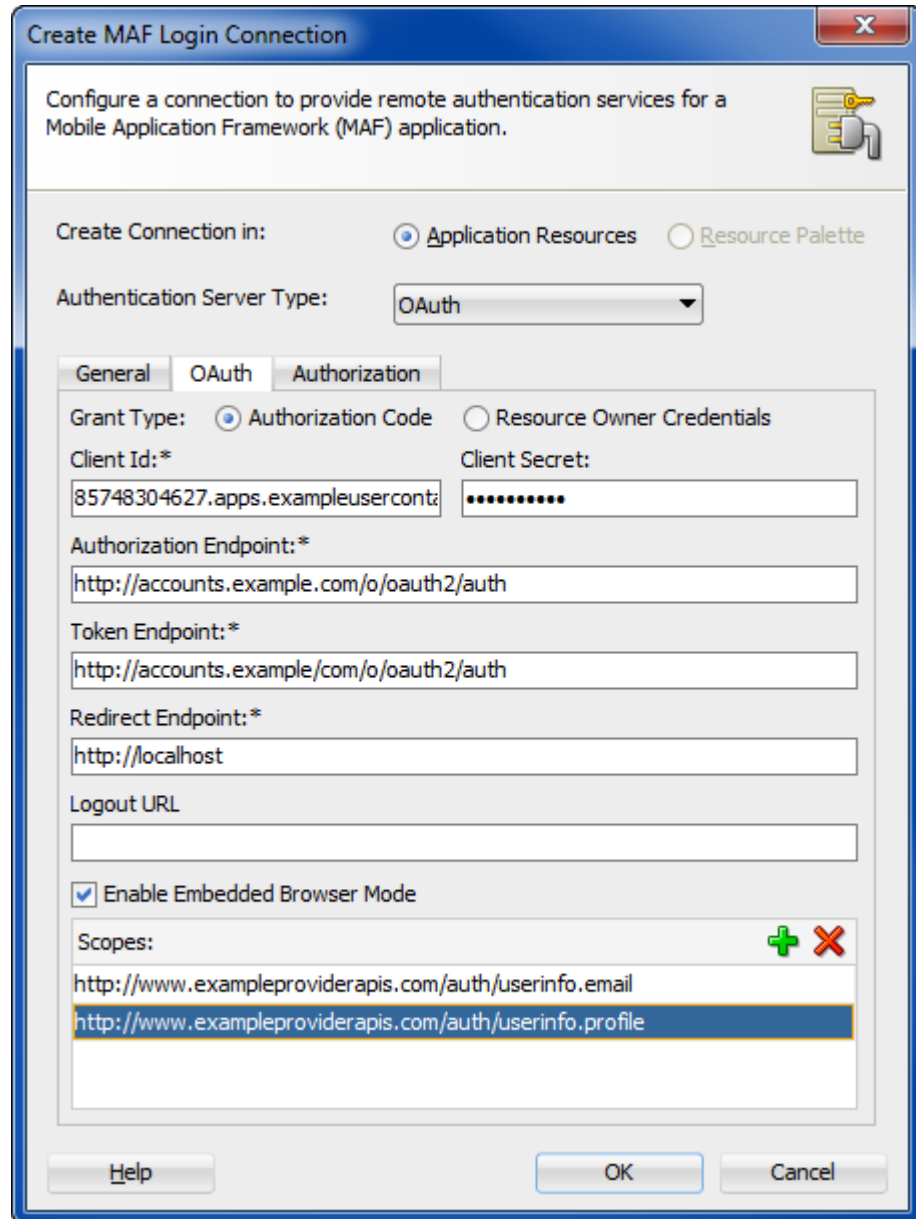 Create MAF Login Connection
Configure a connection to provide remote authentication services for a
Mobile Application Framework (MAF) application.
Create Connection in: Application Resources Resource Palette
Authentication Server Type: OAuth
General OAuth Authorization
Grant Type: Authorization Code Resource Owner Credentials
Client Id:* Client Secret:
85748304627.apps.exampleuserconta ••••••••••
Authorization Endpoint:*
http://accounts.example.com/o/oauth2/auth
Token Endpoint:*
http://accounts.example/com/o/oauth2/auth
Redirect Endpoint:*
http://localhost
Logout URL
Enable Embedded Browser Mode
Scopes:
http://www.exampleproviderapis.com/auth/userinfo.email
http://www.exampleproviderapis.com/auth/userinfo.profile
Help OK Cancel